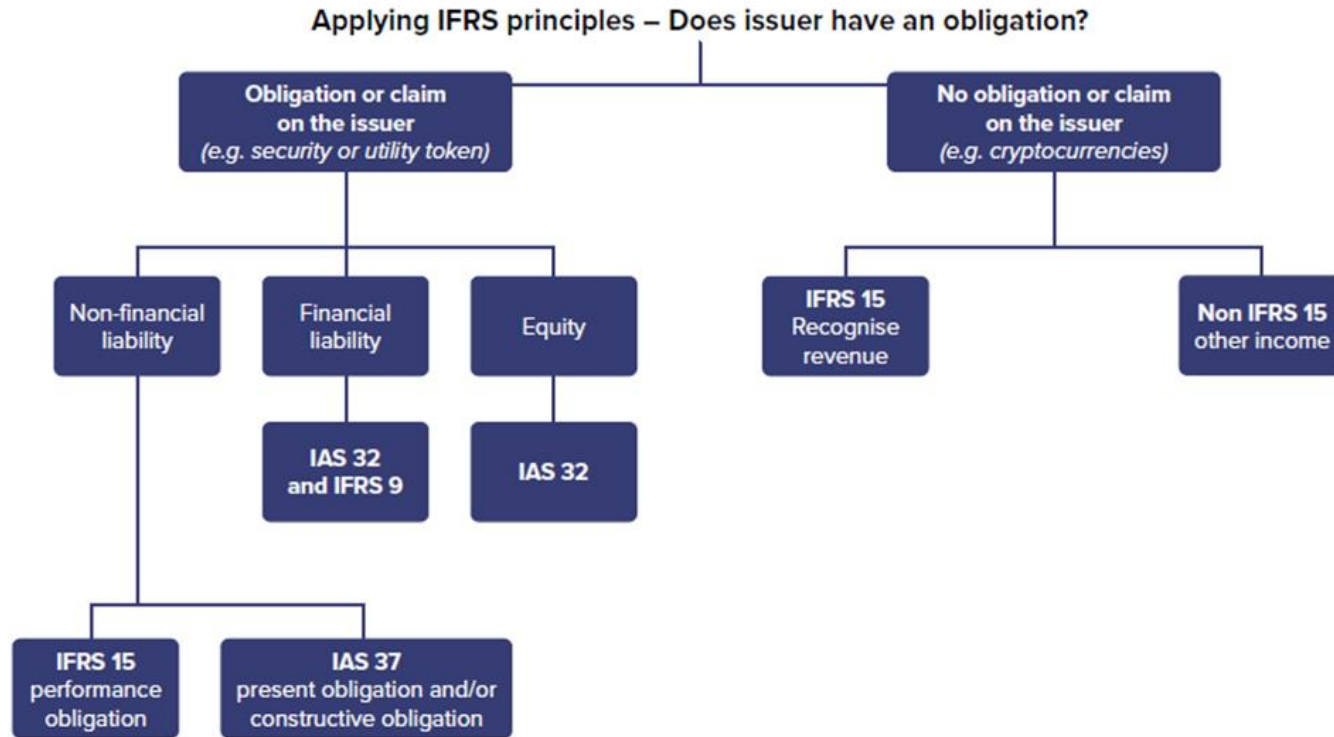 Applying IFRS principles – Does issuer have an obligation?
Obligation or claim
on the issuer
(e.g. security or utility token)
No obligation or claim
on the issuer
(e.g. cryptocurrencies)
Non-financial
liability
Financial
liability
Equity
IFRS 15
Recognise
revenue
Non IFRS 15
other income
IAS 32
and IFRS 9
IAS 32
IFRS 15
performance
obligation
IAS 37
present obligation and/or
constructive obligation